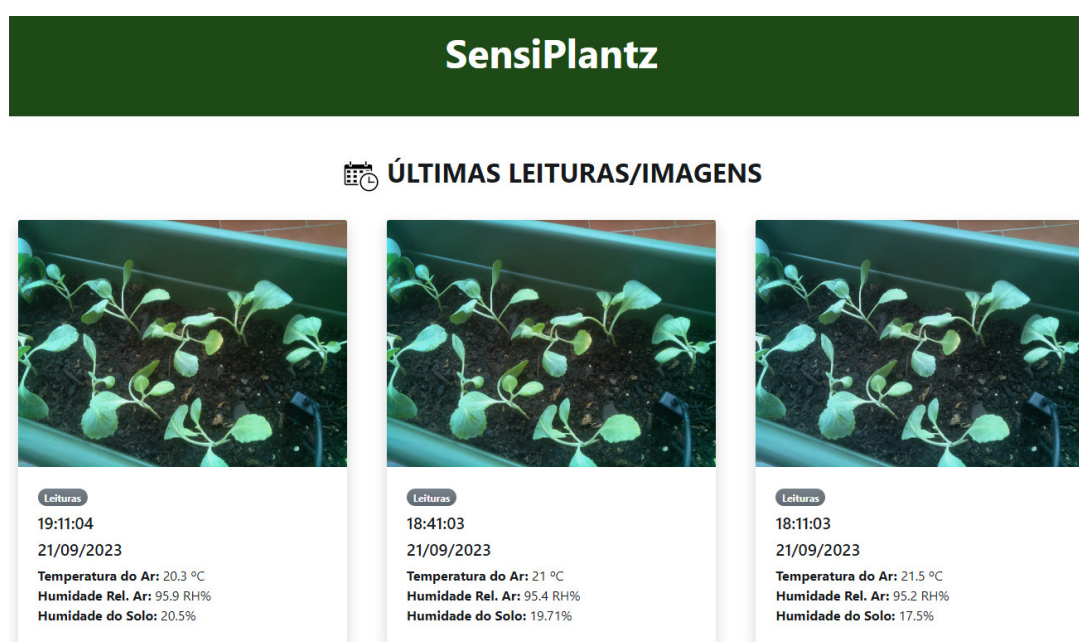 SensiPlantz
ÚLTIMAS LEITURAS/IMAGENS
Leituras
19:11:04
21/09/2023
Temperatura do Ar: 20.3 ºC
Humidade Rel. Ar: 95.9 RH%
Humidade do Solo: 20.5%
Leituras
18:41:03
21/09/2023
Temperatura do Ar: 21 ºC
Humidade Rel. Ar: 95.4 RH%
Humidade do Solo: 19.71%
Leituras
18:11:03
21/09/2023
Temperatura do Ar: 21.5 ºC
Humidade Rel. Ar: 95.2 RH%
Humidade do Solo: 17.5%